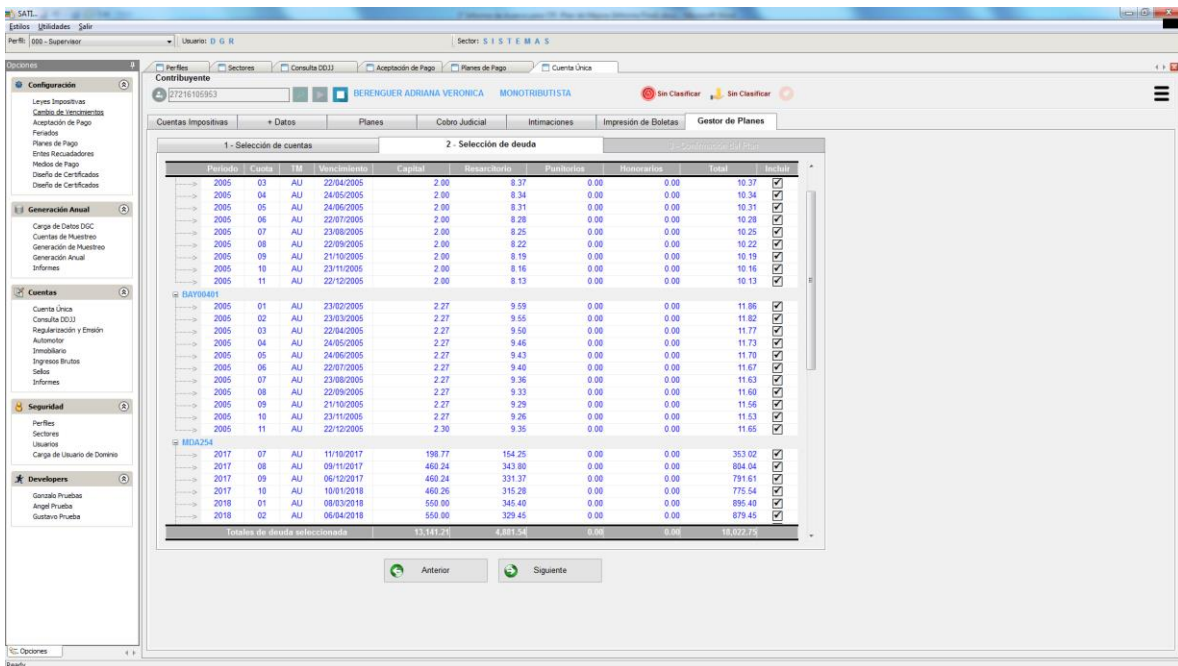 SATI...
Estilos Utilidades Salir
Perfil: 000 - Supervisor Usuario: D G R Sector: S I S T E M A S
Opciones
Configuración
Leyes Impositivas
Cambio de Vencimientos
Aceptación de Pago
Feriados
Planes de Pago
Entes Recuadadores
Medios de Pago
Diseño de Certificados
Diseño de Certificados
Generación Anual
Carga de Datos DGC
Cuentas de Muestreo
Generación de Muestreo
Generación Anual
Informes
Cuentas
Cuenta Única
Consulta DDJJ
Regularización y Emsión
Automotor
Inmobiliario
Ingresos Brutos
Sellos
Informes
Seguridad
Perfiles
Sectores
Usuarios
Carga de Usuario de Dominio
Developers
Gonzalo Pruebas
Angel Prueba
Gustavo Prueba
Opciones
Ready
Perfiles Sectores Consulta DDJJ Aceptación de Pago Planes de Pago Cuenta Única
Contribuyente
27216105953 BERENGUER ADRIANA VERONICA MONOTRIBUTISTA Sin Clasificar Sin Clasificar
Cuentas Impositivas + Datos Planes Cobro Judicial Intimaciones Impresión de Boletas Gestor de Planes
1 - Selección de cuentas 2 - Selección de deuda 3 - Confirmación del Plan
Periodo Cuota TM Vencimiento Capital Resarcitorio Punitorios Honorarios Total Incluir
2005 03 AU 22/04/2005 2.00 8.37 0.00 0.00 10.37
2005 04 AU 24/05/2005 2.00 8.34 0.00 0.00 10.34
2005 05 AU 24/06/2005 2.00 8.31 0.00 0.00 10.31
2005 06 AU 22/07/2005 2.00 8.28 0.00 0.00 10.28
2005 07 AU 23/08/2005 2.00 8.25 0.00 0.00 10.25
2005 08 AU 22/09/2005 2.00 8.22 0.00 0.00 10.22
2005 09 AU 21/10/2005 2.00 8.19 0.00 0.00 10.19
2005 10 AU 23/11/2005 2.00 8.16 0.00 0.00 10.16
2005 11 AU 22/12/2005 2.00 8.13 0.00 0.00 10.13
BAY00401
2005 01 AU 23/02/2005 2.27 9.59 0.00 0.00 11.86
2005 02 AU 23/03/2005 2.27 9.55 0.00 0.00 11.82
2005 03 AU 22/04/2005 2.27 9.50 0.00 0.00 11.77
2005 04 AU 24/05/2005 2.27 9.46 0.00 0.00 11.73
2005 05 AU 24/06/2005 2.27 9.43 0.00 0.00 11.70
2005 06 AU 22/07/2005 2.27 9.40 0.00 0.00 11.67
2005 07 AU 23/08/2005 2.27 9.36 0.00 0.00 11.63
2005 08 AU 22/09/2005 2.27 9.33 0.00 0.00 11.60
2005 09 AU 21/10/2005 2.27 9.29 0.00 0.00 11.56
2005 10 AU 23/11/2005 2.27 9.26 0.00 0.00 11.53
2005 11 AU 22/12/2005 2.30 9.35 0.00 0.00 11.65
MDA254
2017 07 AU 11/10/2017 198.77 154.25 0.00 0.00 353.02
2017 08 AU 09/11/2017 460.24 343.80 0.00 0.00 804.04
2017 09 AU 06/12/2017 460.24 331.37 0.00 0.00 791.61
2017 10 AU 10/01/2018 460.26 315.28 0.00 0.00 775.54
2018 01 AU 08/03/2018 550.00 345.40 0.00 0.00 895.40
2018 02 AU 06/04/2018 550.00 329.45 0.00 0.00 879.45
Totales de deuda seleccionada 13,141.21 4,881.54 0.00 0.00 18,022.75
Anterior Siguiente